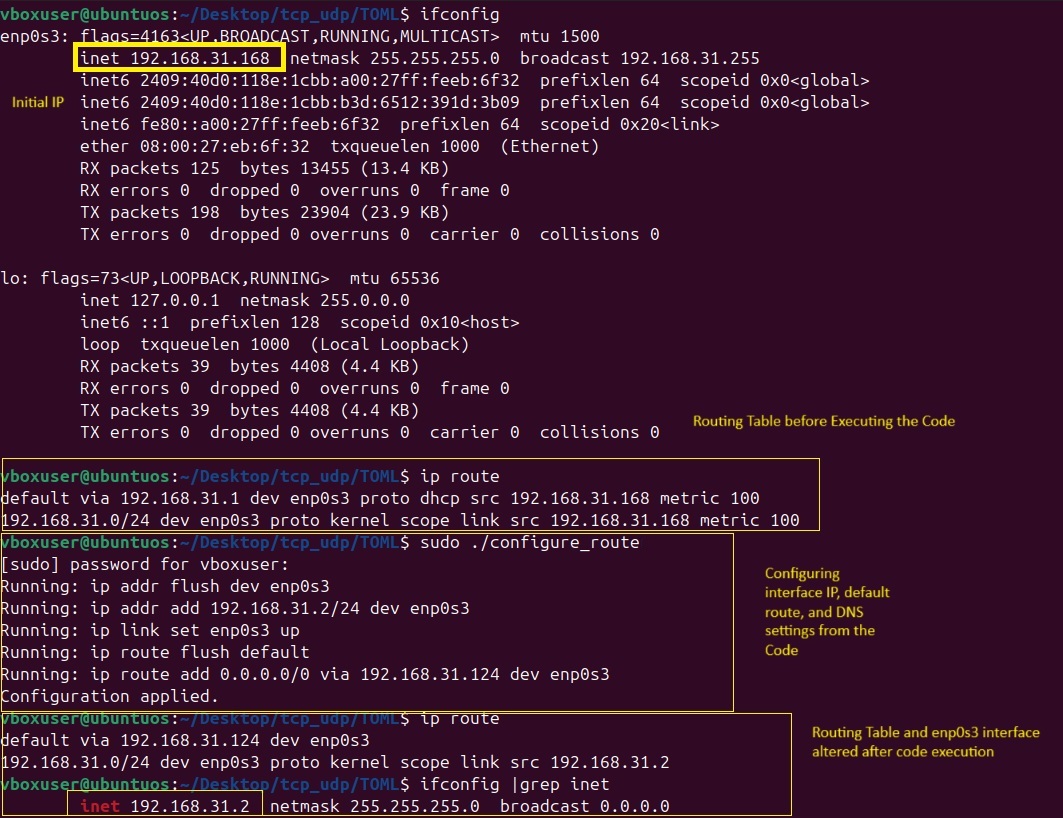 vboxuser@ubuntuos:~/Desktop/tcp_udp/TOML$ ifconfig
enp0s3: flags=4163<UP,BROADCAST,RUNNING,MULTICAST>  mtu 1500
        inet 192.168.31.168  netmask 255.255.255.0  broadcast 192.168.31.255
        inet6 2409:40d0:118e:1cbb:a00:27ff:feeb:6f32  prefixlen 64  scopeid 0x0<global>
Initial IP
        inet6 2409:40d0:118e:1cbb:b3d:6512:391d:3b09  prefixlen 64  scopeid 0x0<global>
        inet6 fe80::a00:27ff:feeb:6f32  prefixlen 64  scopeid 0x20<link>
        ether 08:00:27:eb:6f:32  txqueuelen 1000  (Ethernet)
        RX packets 125  bytes 13455 (13.4 KB)
        RX errors 0  dropped 0  overruns 0  frame 0
        TX packets 198  bytes 23904 (23.9 KB)
        TX errors 0  dropped 0 overruns 0  carrier 0  collisions 0
lo: flags=73<UP,LOOPBACK,RUNNING>  mtu 65536
        inet 127.0.0.1  netmask 255.0.0.0
        inet6 ::1  prefixlen 128  scopeid 0x10<host>
        loop  txqueuelen 1000  (Local Loopback)
        RX packets 39  bytes 4408 (4.4 KB)
        RX errors 0  dropped 0  overruns 0  frame 0
        TX packets 39  bytes 4408 (4.4 KB)
        TX errors 0  dropped 0 overruns 0  carrier 0  collisions 0
Routing Table before Executing the Code
vboxuser@ubuntuos:~/Desktop/tcp_udp/TOML$ ip route
default via 192.168.31.1 dev enp0s3 proto dhcp src 192.168.31.168 metric 100
192.168.31.0/24 dev enp0s3 proto kernel scope link src 192.168.31.168 metric 100
vboxuser@ubuntuos:~/Desktop/tcp_udp/TOML$ sudo ./configure_route
[sudo] password for vboxuser:
Running: ip addr flush dev enp0s3
Running: ip addr add 192.168.31.2/24 dev enp0s3
Running: ip link set enp0s3 up
Running: ip route flush default
Running: ip route add 0.0.0.0/0 via 192.168.31.124 dev enp0s3
Configuration applied.
Configuring
interface IP, default
route, and DNS
settings from the
Code
vboxuser@ubuntuos:~/Desktop/tcp_udp/TOML$ ip route
default via 192.168.31.124 dev enp0s3
192.168.31.0/24 dev enp0s3 proto kernel scope link src 192.168.31.2
Routing Table and enp0s3 interface
altered after code execution
vboxuser@ubuntuos:~/Desktop/tcp_udp/TOML$ ifconfig |grep inet
        inet 192.168.31.2  netmask 255.255.255.0  broadcast 0.0.0.0